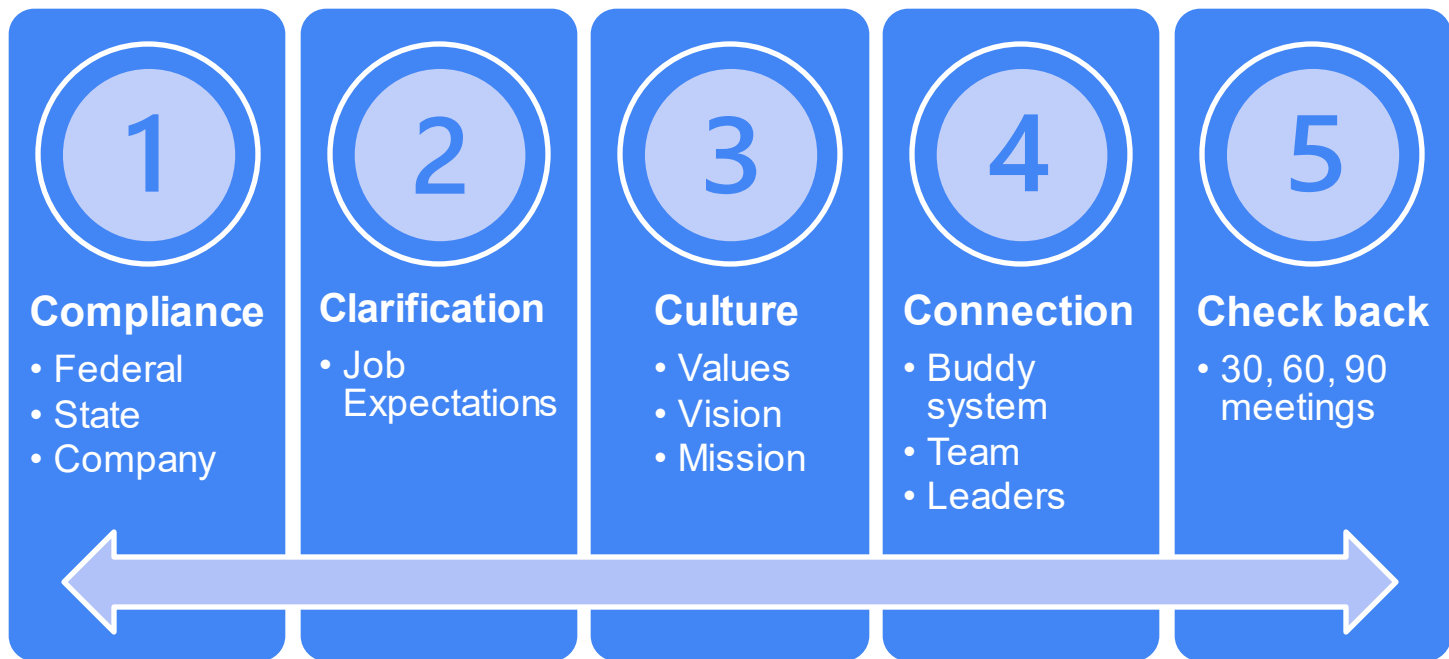 1
Compliance
• Federal
• State
• Company
2
Clarification
• Job
Expectations
3
Culture
• Values
• Vision
• Mission
4
Connection
• Buddy
system
• Team
• Leaders
5
Check back
• 30, 60, 90
meetings